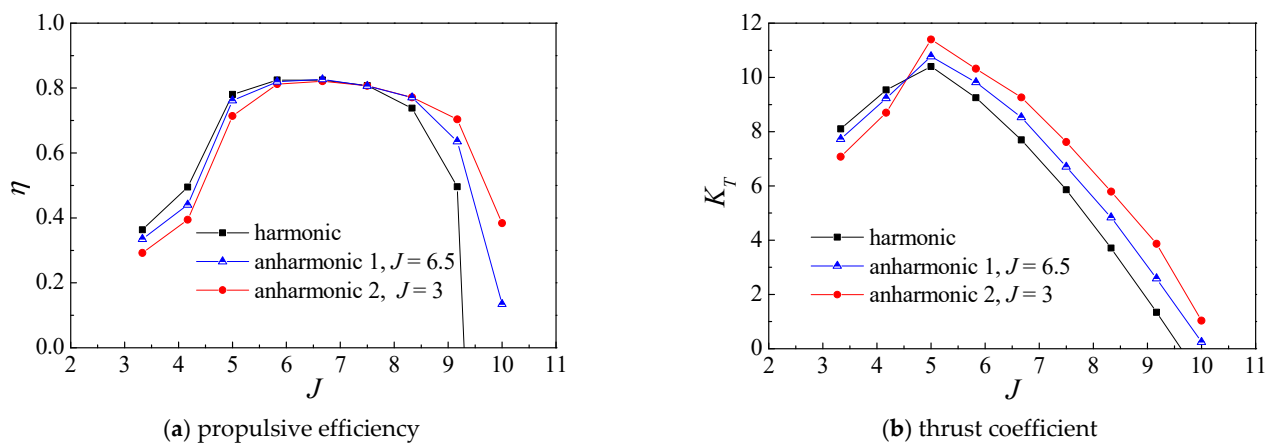 1.0
0.8
0.6
0.4
0.2
0.0
η
harmonic
anharmonic 1, J = 6.5
anharmonic 2, J = 3
2 3 4 5 6 7 8 9 10 11
J
(a) propulsive efficiency
12
10
8
6
4
2
0
K_T
harmonic
anharmonic 1, J = 6.5
anharmonic 2, J = 3
2 3 4 5 6 7 8 9 10 11
J
(b) thrust coefficient